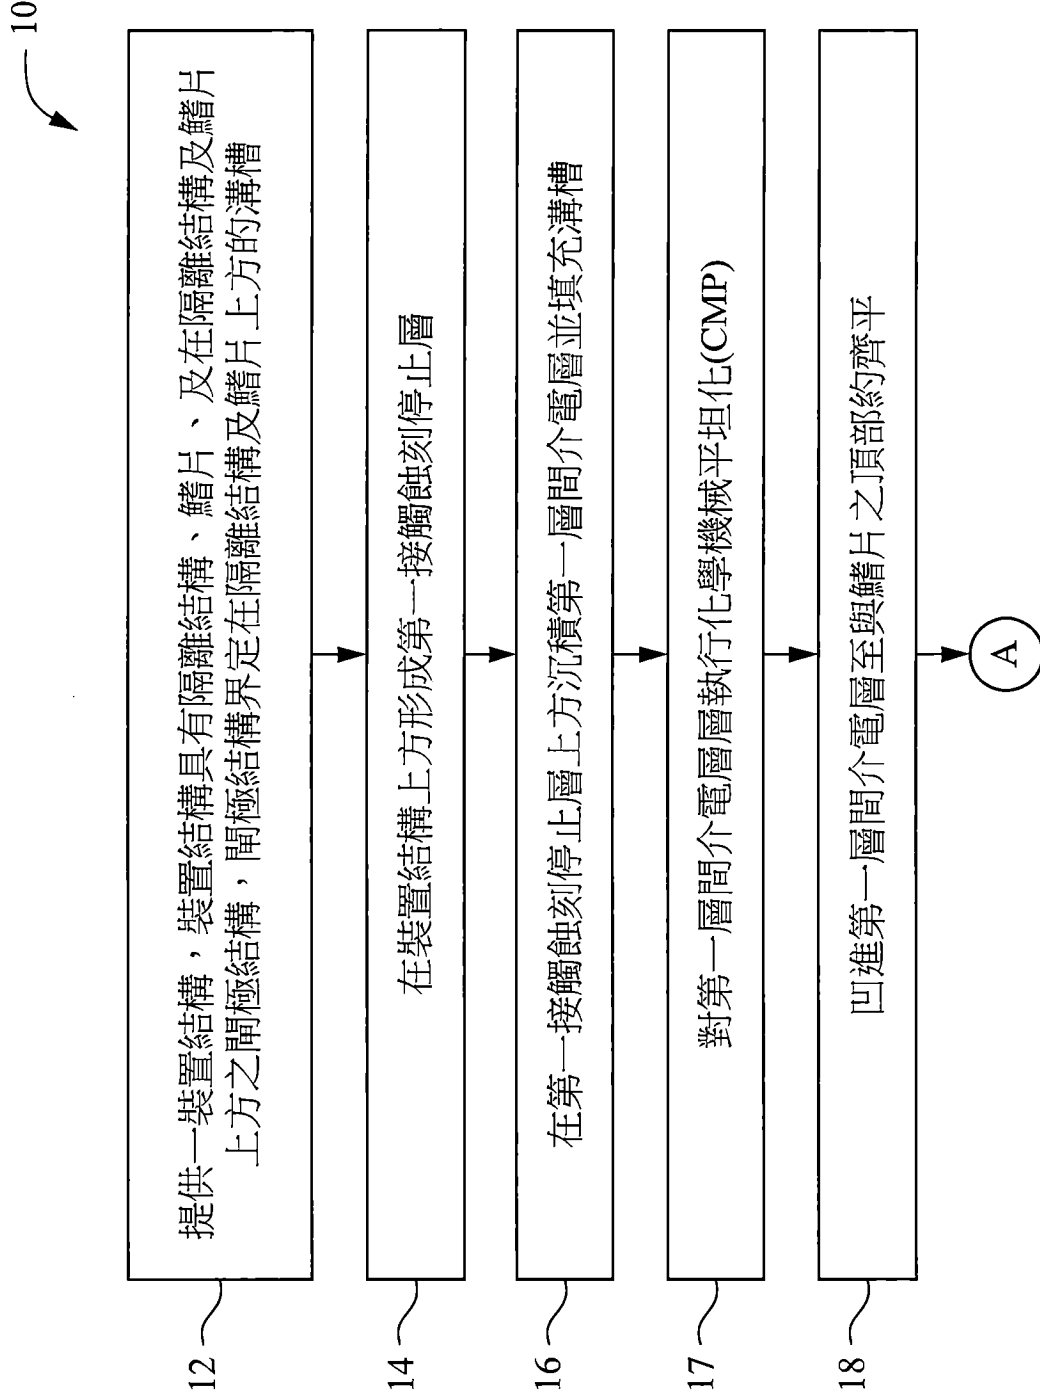 10
12
提供一裝置結構，裝置結構具有隔離結構、鰭片、及在隔離結構及鰭片
上方之閘極結構，閘極結構界定在隔離結構及鰭片上方的溝槽
14
在裝置結構上方形成第一接觸蝕刻停止層
16
在第一接觸蝕刻停止層上方沉積第一層間介電層並填充溝槽
17
對第一層間介電層層執行化學機械平坦化(CMP)
18
凹進第一層間介電層至與鰭片之頂部約齊平
A